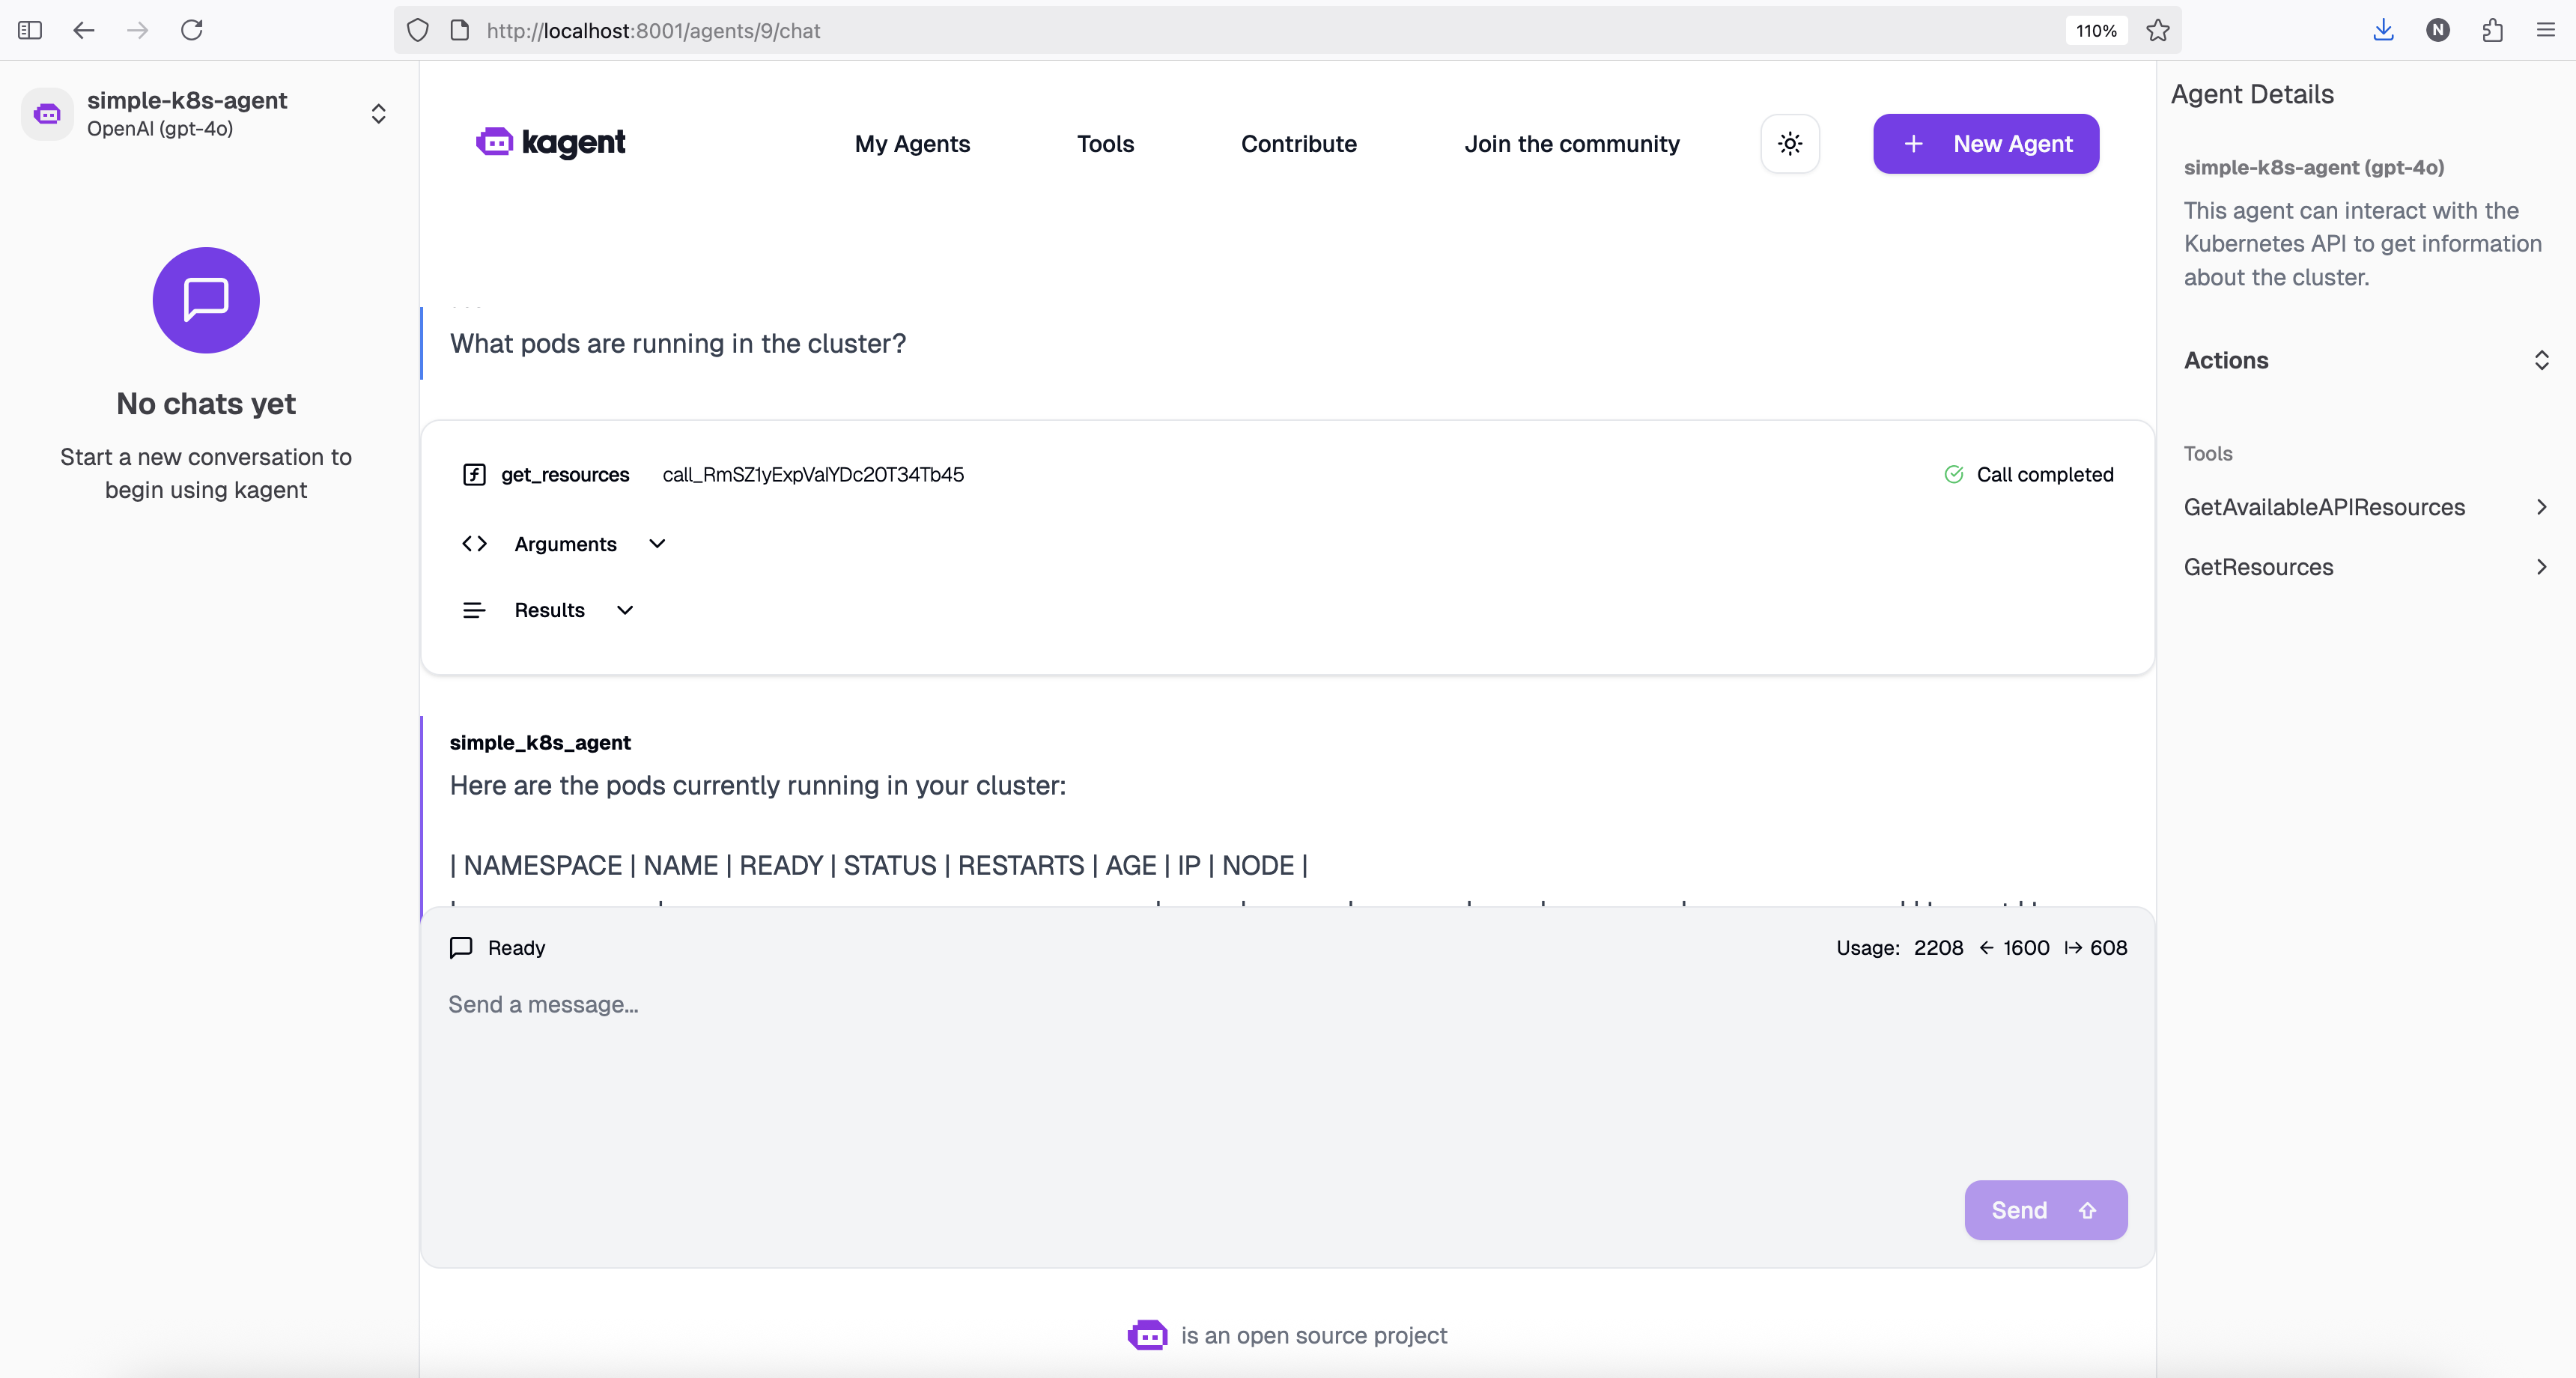 http://localhost:8001/agents/9/chat
110%
N
simple-k8s-agent
OpenAI (gpt-4o)
No chats yet
Start a new conversation to
begin using kagent
kagent
My Agents
Tools
Contribute
Join the community
+ New Agent
What pods are running in the cluster?
get_resources call_RmSZ1yExpValYDc2OT34Tb45
Call completed
Arguments
Results
simple_k8s_agent
Here are the pods currently running in your cluster:
| NAMESPACE | NAME | READY | STATUS | RESTARTS | AGE | IP | NODE |
Ready
Usage: 2208 ← 1600 ↦ 608
Send a message...
Send
is an open source project
Agent Details
simple-k8s-agent (gpt-4o)
This agent can interact with the
Kubernetes API to get information
about the cluster.
Actions
Tools
GetAvailableAPIResources
GetResources